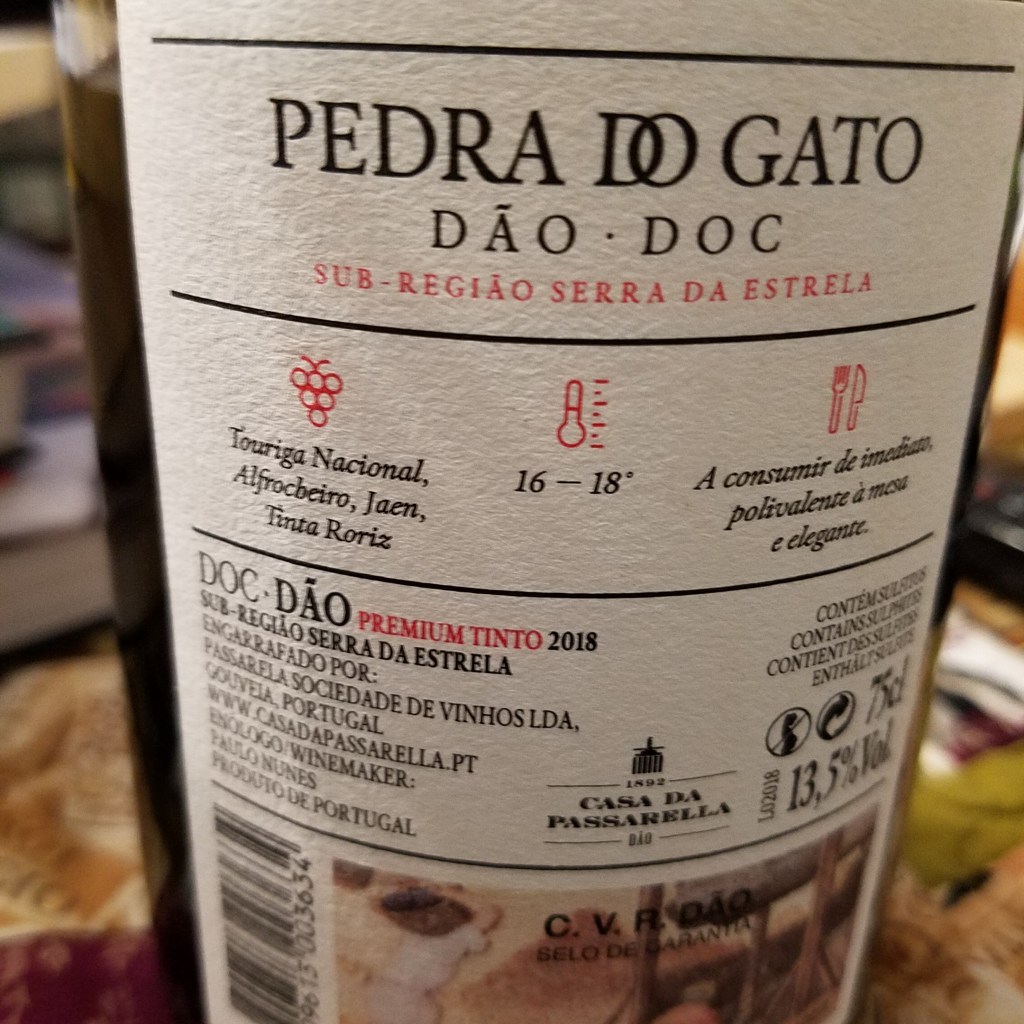 PEDRA DO GATO
DÃO · DOC
SUB-REGIÃO SERRA DA ESTRELA
Touriga Nacional,
Alfrocheiro, Jaen,
Tinta Roriz
16 – 18°
A consumir de imediato,
polivalente à mesa
e elegante.
DOC · DÃO PREMIUM TINTO 2018
SUB-REGIÃO SERRA DA ESTRELA
ENGARRAFADO POR:
PASSARELA SOCIEDADE DE VINHOS LDA,
GOUVEIA, PORTUGAL
WWW.CASADAPASSARELLA.PT
ENÓLOGO/WINEMAKER:
PAULO NUNES
PRODUTO DE PORTUGAL
CONTÉM SULFITOS
CONTAINS SULPHITES
CONTIENT DES SULFITES
ENTHÄLT SULFITE
75cl
13,5% Vol.
L02018
1892
CASA DA
PASSARELLA
DÃO
C. V. R. DÃO
SELO DE GARANTIA